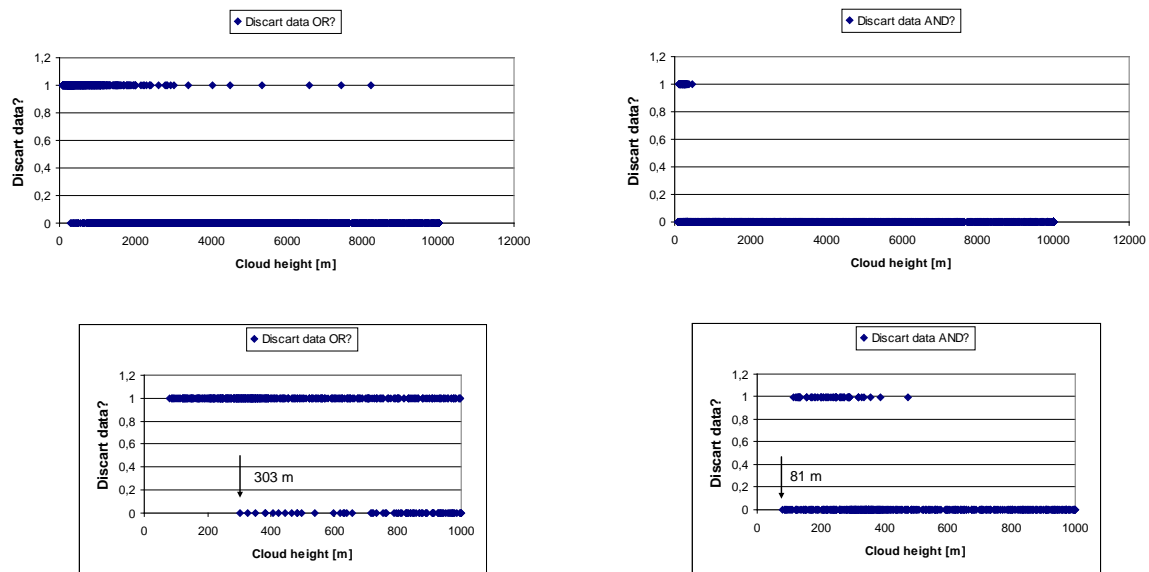 Discart data OR?
1,2
1
0,8
0,6
0,4
0,2
0
Discart data?
0 2000 4000 6000 8000 10000 12000
Cloud height [m]
Discart data AND?
1,2
1
0,8
0,6
0,4
0,2
0
Discart data?
0 2000 4000 6000 8000 10000 12000
Cloud height [m]
Discart data OR?
1,2
1
0,8
0,6
0,4
0,2
0
Discart data?
303 m
0 200 400 600 800 1000
Cloud height [m]
Discart data AND?
1,2
1
0,8
0,6
0,4
0,2
0
Discart data?
81 m
0 200 400 600 800 1000
Cloud height [m]